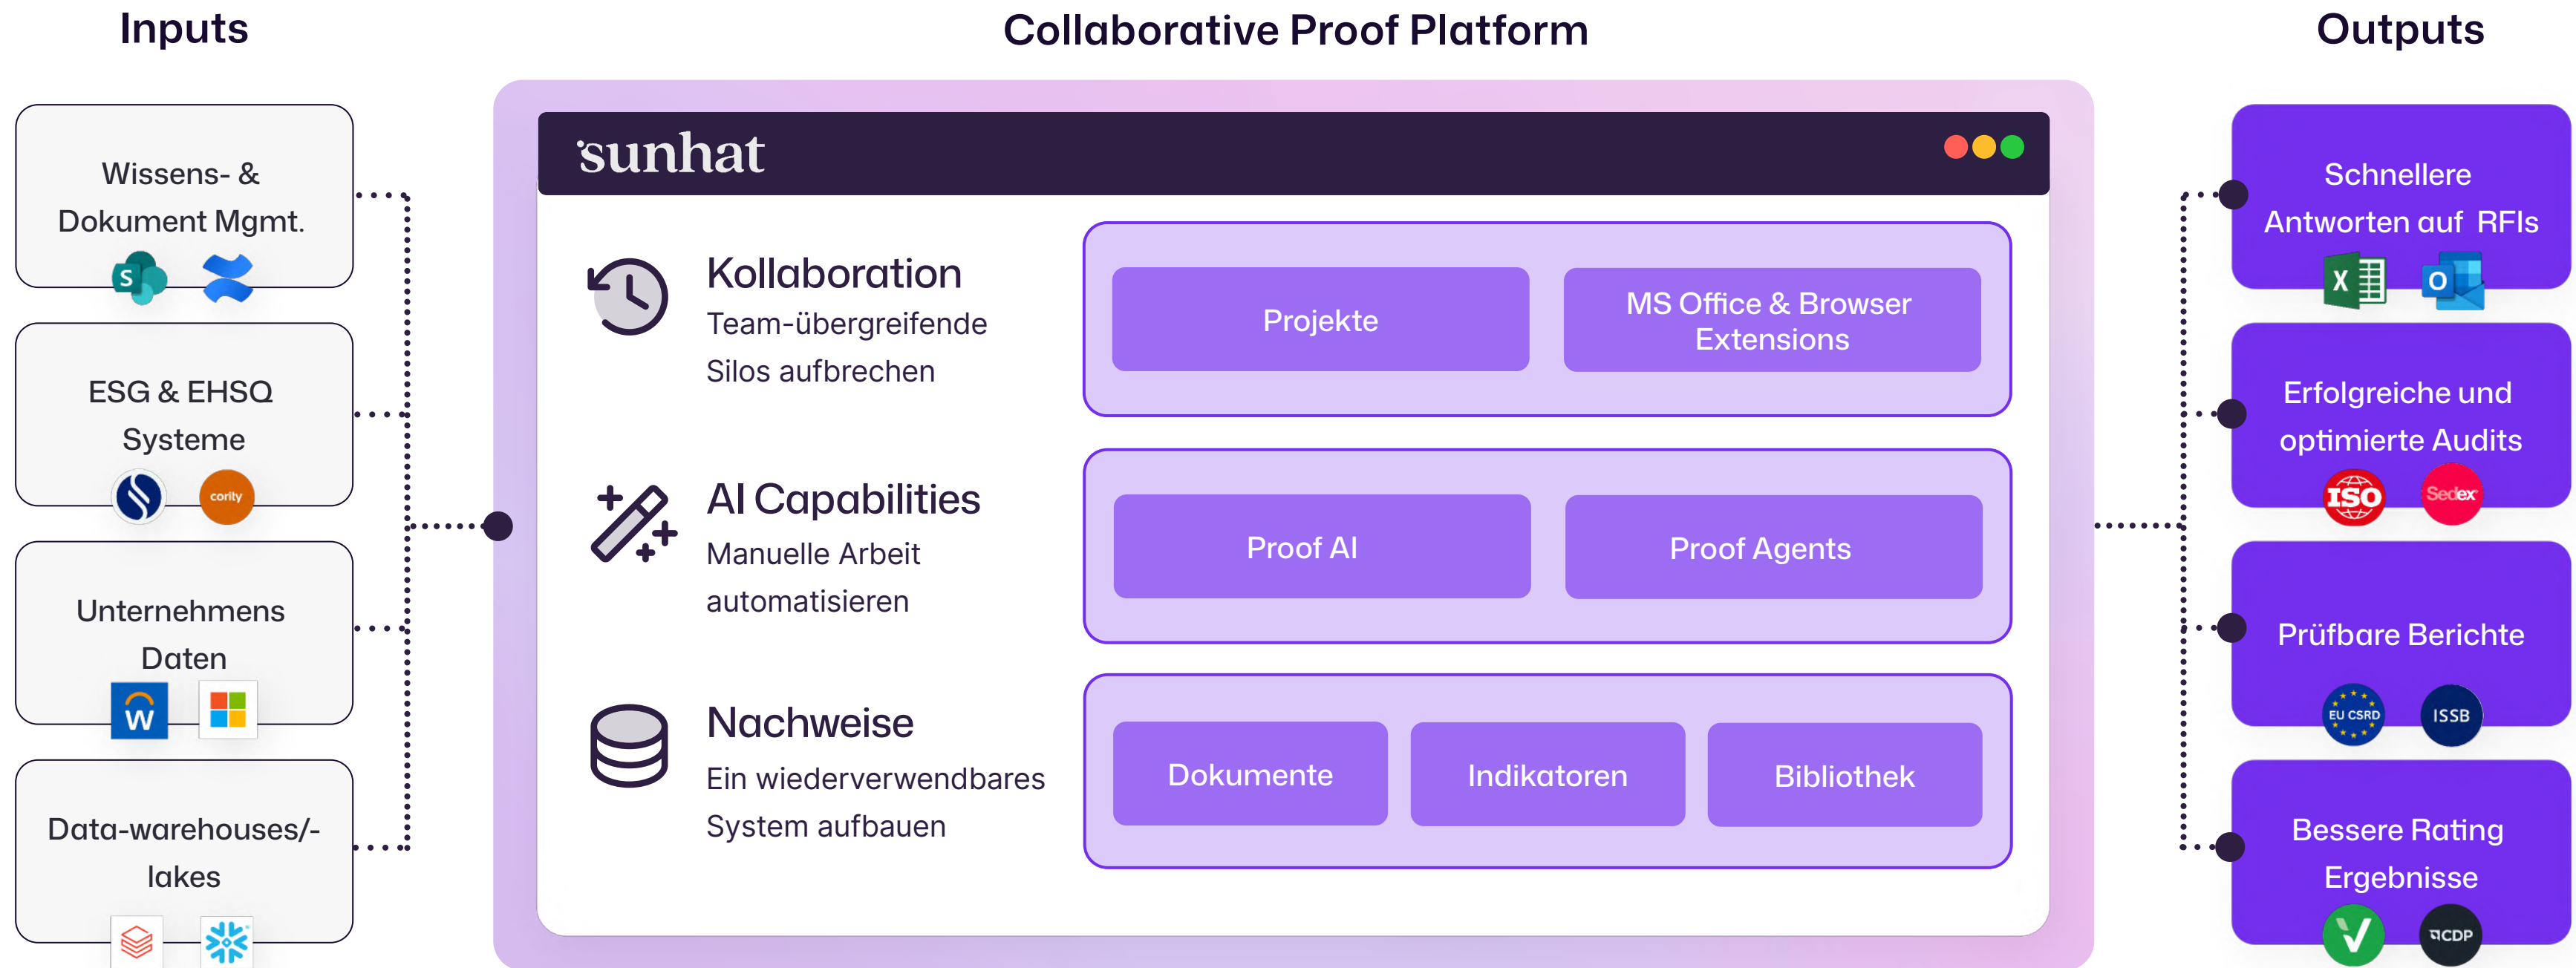 Inputs
Collaborative Proof Platform
Outputs
Wissens- &
Dokument Mgmt.
S
ESG & EHSQ
Systeme
cority
Unternehmens
Daten
W
Data-warehouses/-
lakes
sunhat
Kollaboration
Team-übergreifende
Silos aufbrechen
Projekte
MS Office & Browser
Extensions
AI Capabilities
Manuelle Arbeit
automatisieren
Proof AI
Proof Agents
Nachweise
Ein wiederverwendbares
System aufbauen
Dokumente
Indikatoren
Bibliothek
Schnellere
Antworten auf RFIs
X
O
Erfolgreiche und
optimierte Audits
ISO
Sedex
Prüfbare Berichte
EU CSRD
ISSB
Bessere Rating
Ergebnisse
CDP